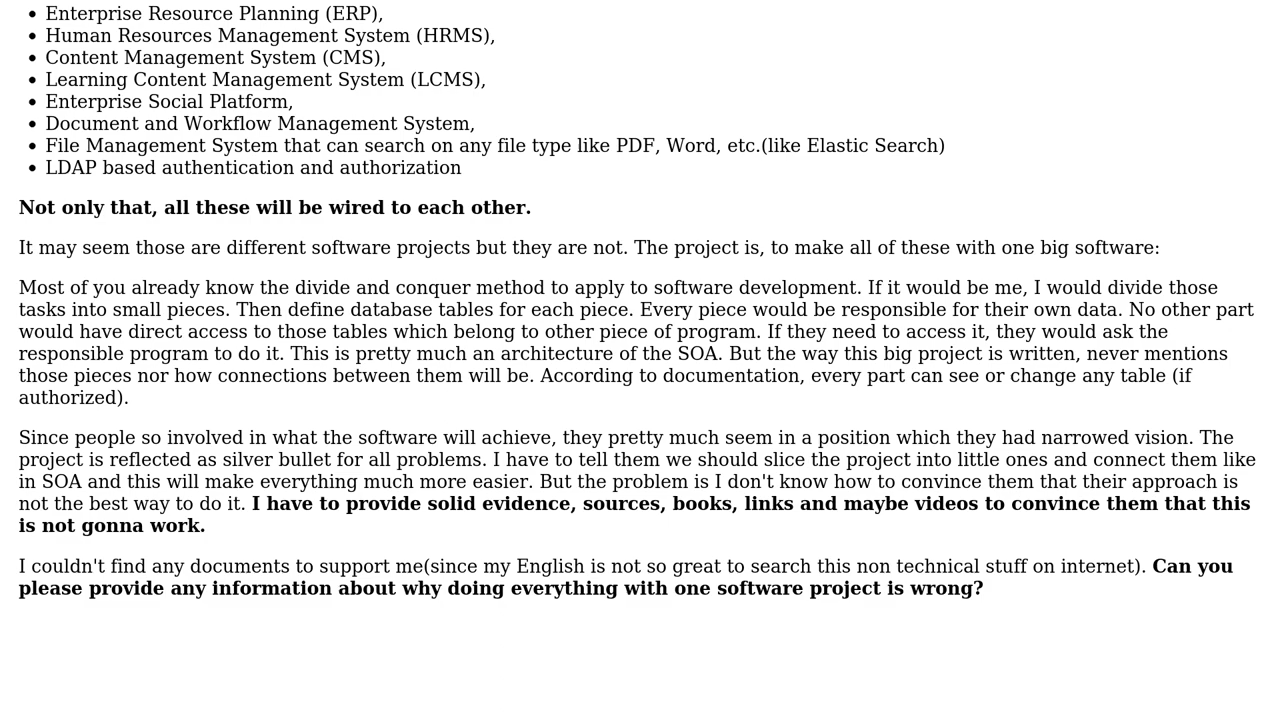 • Enterprise Resource Planning (ERP),
• Human Resources Management System (HRMS),
• Content Management System (CMS),
• Learning Content Management System (LCMS),
• Enterprise Social Platform,
• Document and Workflow Management System,
• File Management System that can search on any file type like PDF, Word, etc.(like Elastic Search)
• LDAP based authentication and authorization
Not only that, all these will be wired to each other.
It may seem those are different software projects but they are not. The project is, to make all of these with one big software:
Most of you already know the divide and conquer method to apply to software development. If it would be me, I would divide those
tasks into small pieces. Then define database tables for each piece. Every piece would be responsible for their own data. No other part
would have direct access to those tables which belong to other piece of program. If they need to access it, they would ask the
responsible program to do it. This is pretty much an architecture of the SOA. But the way this big project is written, never mentions
those pieces nor how connections between them will be. According to documentation, every part can see or change any table (if
authorized).
Since people so involved in what the software will achieve, they pretty much seem in a position which they had narrowed vision. The
project is reflected as silver bullet for all problems. I have to tell them we should slice the project into little ones and connect them like
in SOA and this will make everything much more easier. But the problem is I don't know how to convince them that their approach is
not the best way to do it. I have to provide solid evidence, sources, books, links and maybe videos to convince them that this
is not gonna work.
I couldn't find any documents to support me(since my English is not so great to search this non technical stuff on internet). Can you
please provide any information about why doing everything with one software project is wrong?